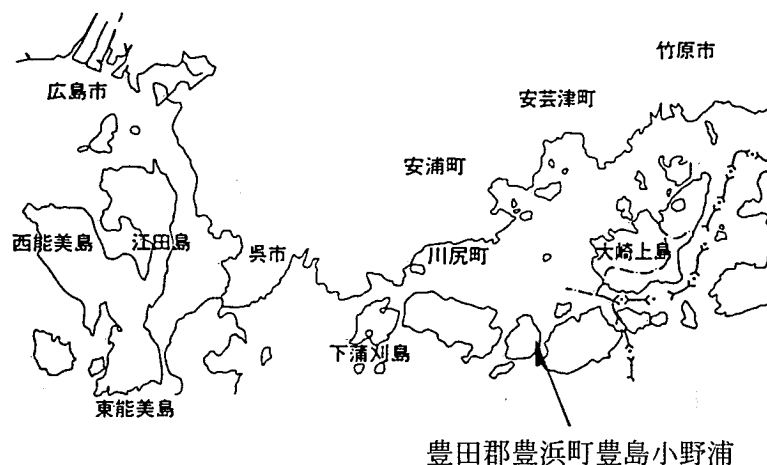 竹原市
広島市
安芸津町
安浦町
西能美島
江田島
呉市
川尻町
大崎上島
下蒲刈島
東能美島
豊田郡豊浜町豊島小野浦